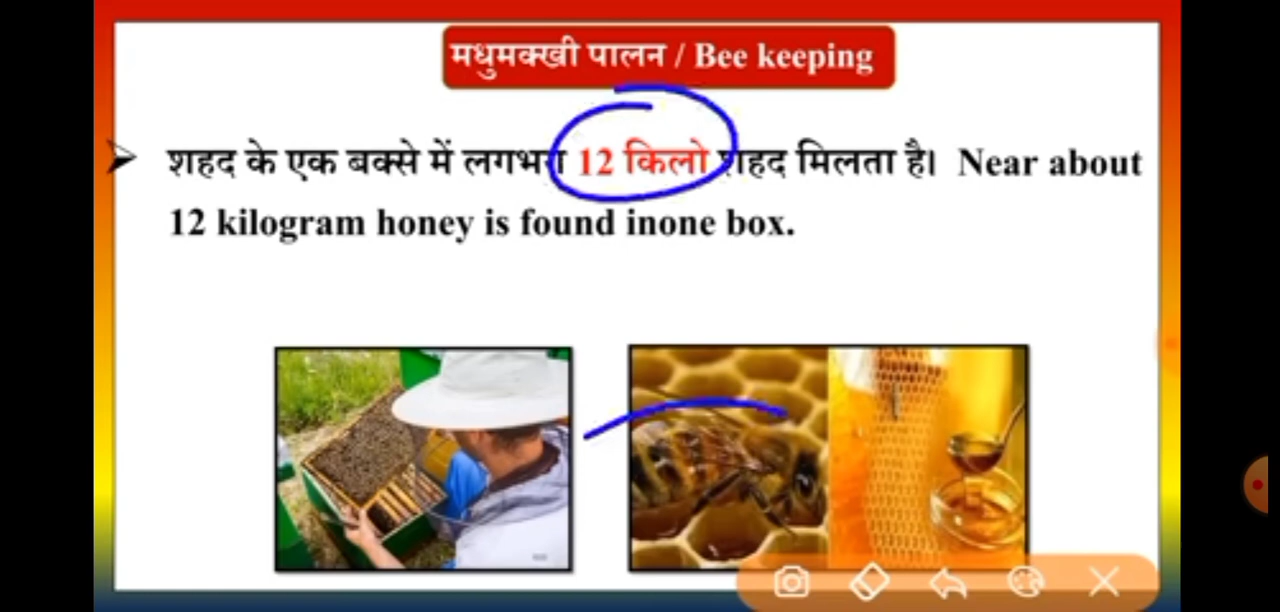 मधुमक्खी पालन / Bee keeping
शहद के एक बक्से में लगभग 12 किलो शहद मिलता है। Near about
12 kilogram honey is found inone box.